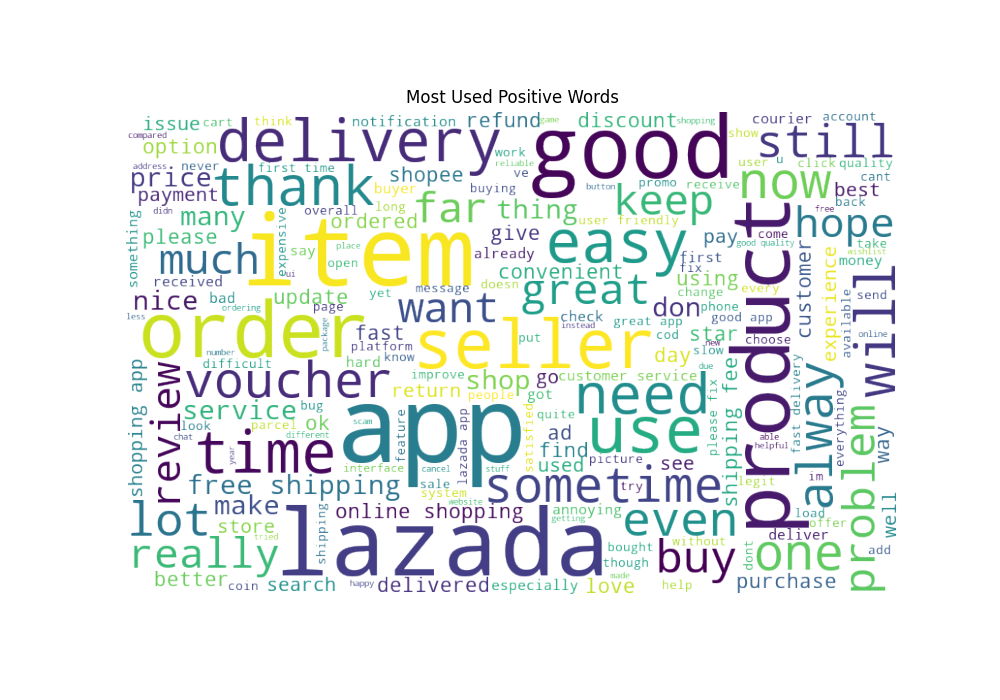 Most Used Positive Words
issue
cart
think
notification
refund
game
discount
shopping
courier
account
compared
option
delivery
good
show
still
address
never
first time
work
reliable
user
u
click
quality
price
thank
shopee
ve
buying
button
promo
receive
now
cant
payment
buyer
best
back
didn
many
overall
long
far
thing
keep
free
something
please
expensive
ordered
user friendly
pay
come
hope
say
place
give
easy
good quality
take
much
item
open
already
first
fix
customer
wishlist
money
received
ui
yet
doesn
convenient
using
every
nice
bad
update
message
great
change
phone
experience
send
less
ordering
page
want
don
good app
available
will
order
package
fast
check
great app
cod
star
choose
online
platform
seller
put
instead
day
new
slow
product
number
know
due
difficult
hard
improve
shop
go
customer service
fast delivery
shopping app
review
voucher
return
people
got
need
shipping fee
alway
everything
problem
service
bug
ok
quite
use
please fix
way
look
parcel
scam
feature
app
lazada app
satisfied
ad
chat
different
find
able
helpful
time
year
interface
cancel
stuff
used
picture
see
legit
im
free shipping
sale
system
sometime
try
load
well
lot
make
website
online shopping
annoying
even
offer
store
shipping
getting
without
deliver
add
really
tried
lazada
bought
though
buy
dont
one
better
coin
search
happy
delivered
especially
made
love
help
purchase